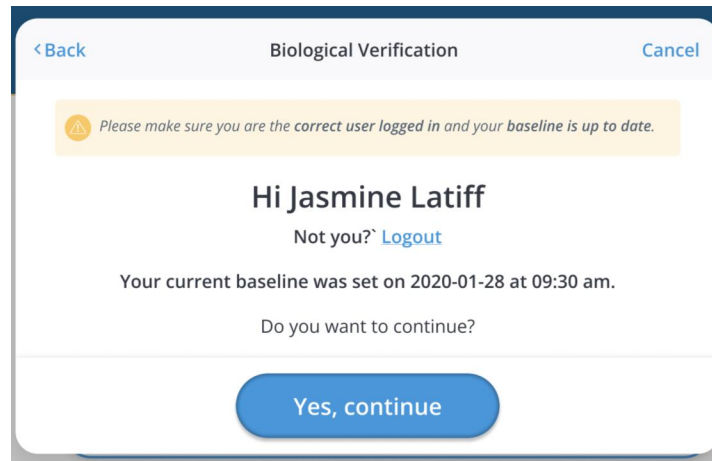 <Back
Biological Verification
Cancel
Please make sure you are the correct user logged in and your baseline is up to date.
Hi Jasmine Latiff
Not you?` Logout
Your current baseline was set on 2020-01-28 at 09:30 am.
Do you want to continue?
Yes, continue